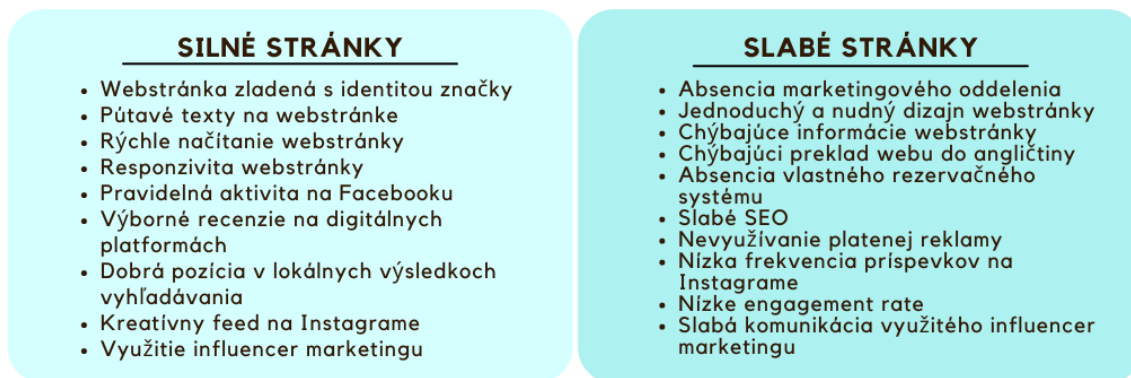 SILNÉ STRÁNKY
• Webstránka zladená s identitou značky
• Pútavé texty na webstránke
• Rýchle načítanie webstránky
• Responzivita webstránky
• Pravidelná aktivita na Facebooku
• Výborné recenzie na digitálnych
platformách
• Dobrá pozícia v lokálnych výsledkoch
vyhľadávania
• Kreatívny feed na Instagrame
• Využitie influencer marketingu
SLABÉ STRÁNKY
• Absencia marketingového oddelenia
• Jednoduchý a nudný dizajn webstránky
• Chýbajúce informácie webstránky
• Chýbajúci preklad webu do angličtiny
• Absencia vlastného rezervačného
systému
• Slabé SEO
• Nevyužívanie platenej reklamy
• Nízka frekvencia príspevkov na
Instagrame
• Nízke engagement rate
• Slabá komunikácia využitého influencer
marketingu